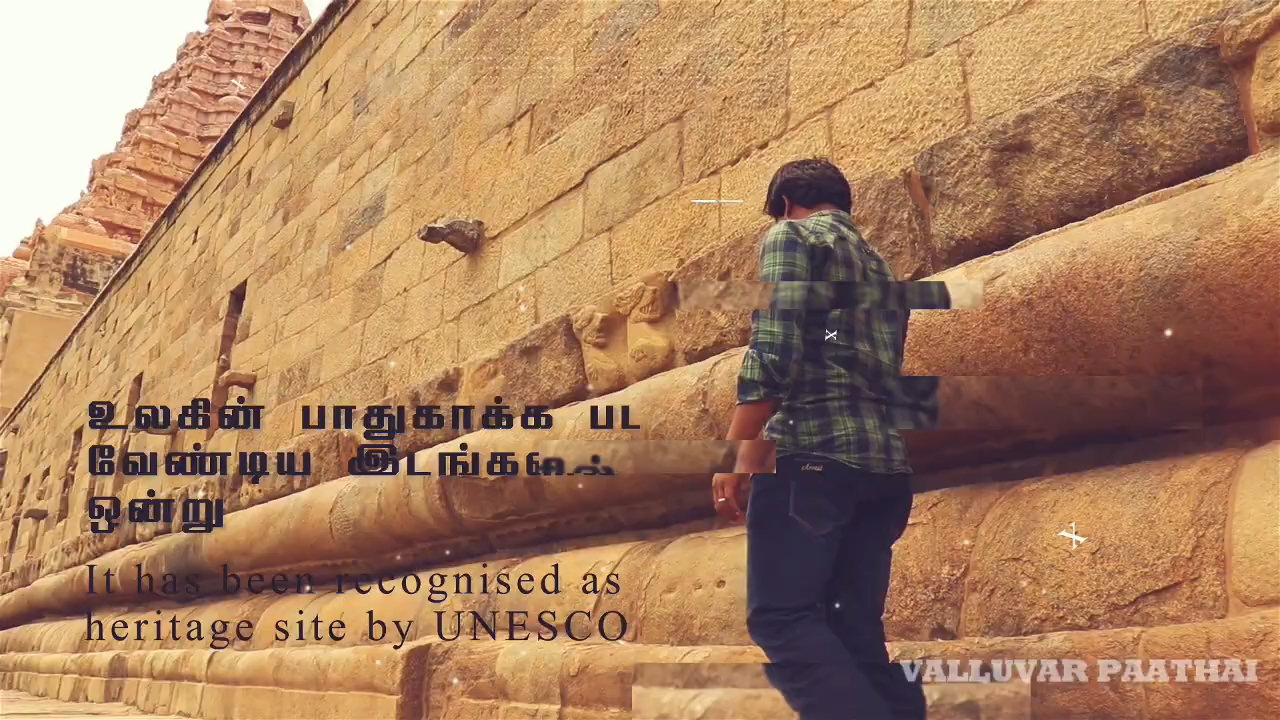 உலகின் பாதுகாக்க பட
வேண்டிய
ஒன்று
It has been recognised as
heritage site by UNESCO
VALLUVAR PAATHAI